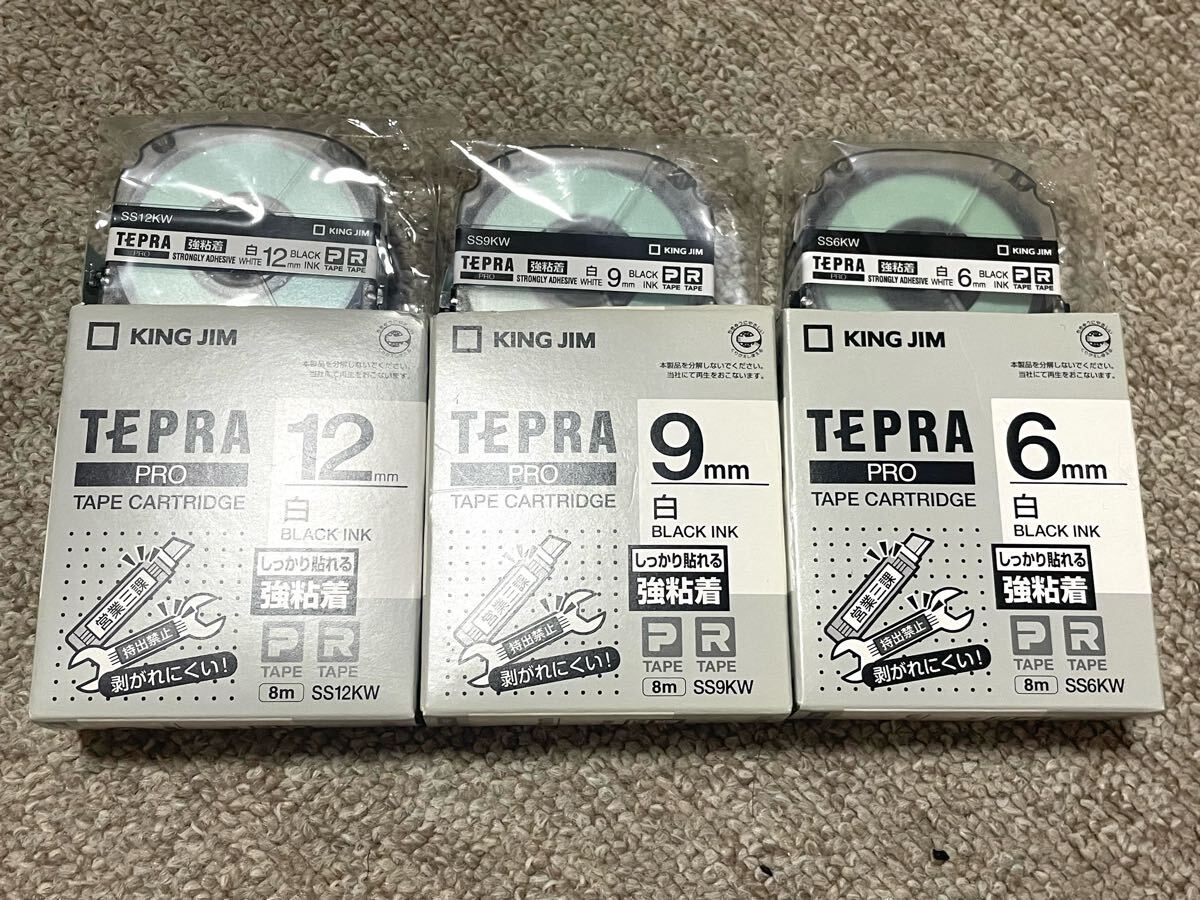 SS12KW
KING JIM
TEPRA
PRO
強粘着
STRONGLY ADHESIVE
白
WHITE
12mm
BLACK
INK
P
TAPE
R
TAPE
KING JIM
本製品を分解しないでください。
当社にて再生をおこないます。
TEPRA
PRO
TAPE CARTRIDGE
12mm
白
BLACK INK
しっかり貼れる
強粘着
営業三課
持出禁止
剥がれにくい!
P
TAPE
R
TAPE
8m SS12KW
SS9KW
KING JIM
TEPRA
PRO
強粘着
STRONGLY ADHESIVE
白
WHITE
9mm
BLACK
INK
P
TAPE
R
TAPE
KING JIM
本製品を分解しないでください。
当社にて再生をおこないます。
TEPRA
PRO
TAPE CARTRIDGE
9mm
白
BLACK INK
しっかり貼れる
強粘着
営業三課
持出禁止
剥がれにくい!
P
TAPE
R
TAPE
8m SS9KW
SS6KW
KING JIM
TEPRA
PRO
強粘着
STRONGLY ADHESIVE
白
WHITE
6mm
BLACK
INK
P
TAPE
R
TAPE
KING JIM
本製品を分解しないでください。
当社にて再生をおこないます。
TEPRA
PRO
TAPE CARTRIDGE
6mm
白
BLACK INK
しっかり貼れる
強粘着
営業三課
持出禁止
剥がれにくい!
P
TAPE
R
TAPE
8m SS6KW